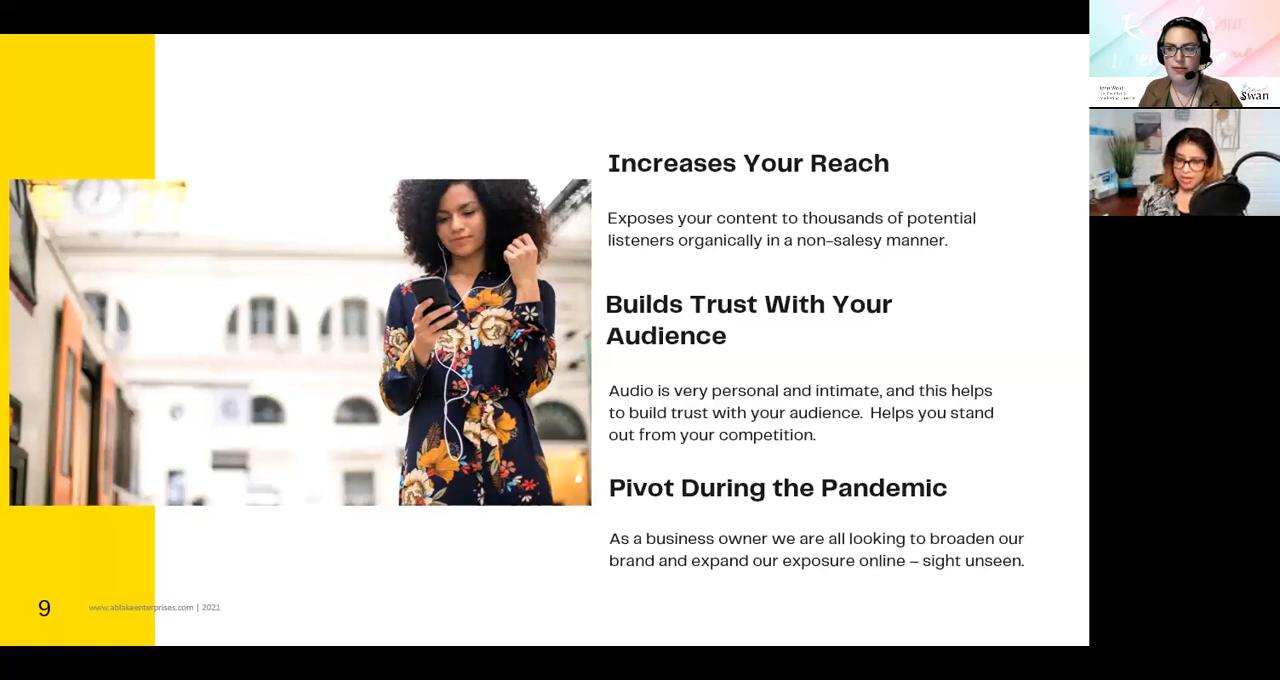 Increases Your Reach
Exposes your content to thousands of potential
listeners organically in a non-salesy manner.
Builds Trust With Your
Audience
Audio is very personal and intimate, and this helps
to build trust with your audience.  Helps you stand
out from your competition.
Pivot During the Pandemic
As a business owner we are all looking to broaden our
brand and expand our exposure online – sight unseen.
9
www.ablakeenterprises.com | 2021
swan